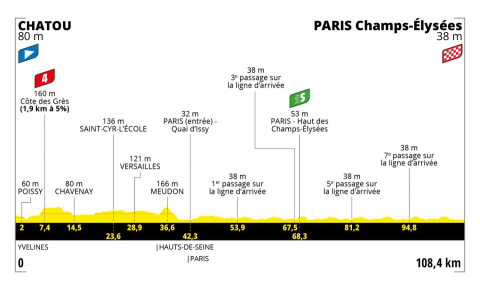 CHATOU
80 m
PARIS Champs-Élysées
38 m
4
160 m
Côte des Grès
(1,9 km à 5%)
136 m
SAINT-CYR-L'ÉCOLE
121 m
VERSAILLES
32 m
PARIS (entrée) -
Quai d'Issy
38 m
3e passage sur
la ligne d'arrivée
S
53 m
PARIS - Haut des
Champs-Élysées
38 m
7e passage sur
la ligne d'arrivée
60 m
POISSY
80 m
CHAVENAY
166 m
MEUDON
38 m
1er passage sur
la ligne d'arrivée
38 m
5e passage sur
la ligne d'arrivée
2
7,4
14,5
23,6
28,9
36,6
42,3
53,9
67,5
68,3
81,2
94,8
YVELINES
|HAUTS-DE-SEINE
|PARIS
0
108,4 km